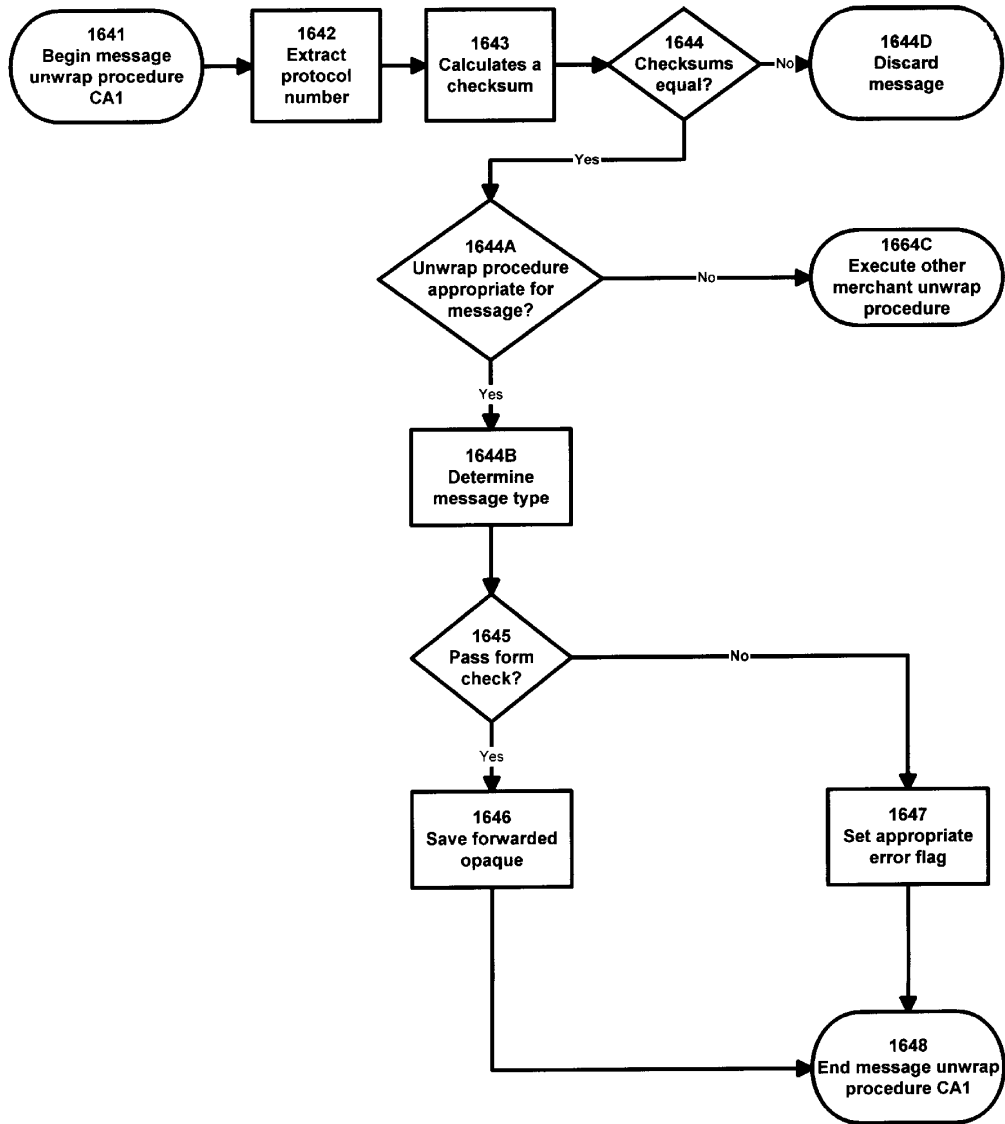 1641
Begin message
unwrap procedure
CA1
1642
Extract
protocol
number
1643
Calculates a
checksum
1644
Checksums
equal?
No
1644D
Discard
message
Yes
1644A
Unwrap procedure
appropriate for
message?
No
1664C
Execute other
merchant unwrap
procedure
Yes
1644B
Determine
message type
1645
Pass form
check?
No
Yes
1646
Save forwarded
opaque
1647
Set appropriate
error flag
1648
End message unwrap
procedure CA1